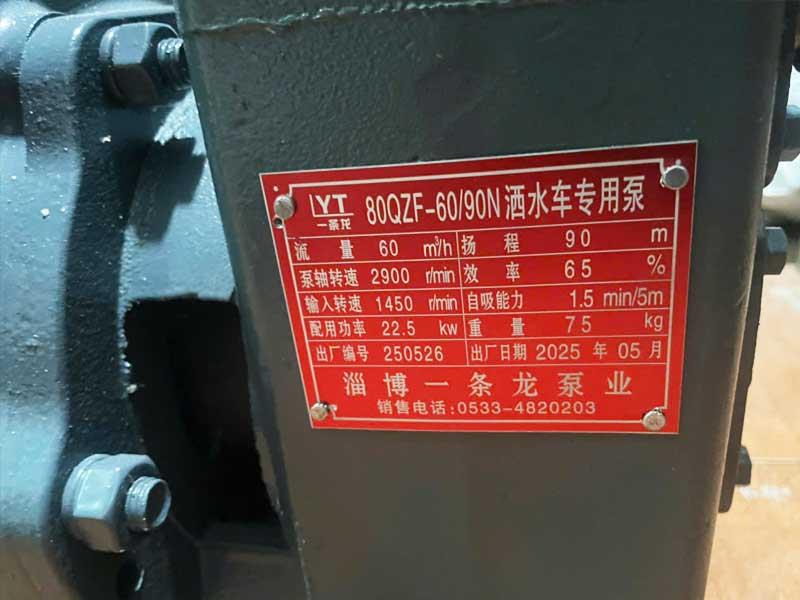 LYT 一条龙 80QZF-60/90N 洒水车专用泵
流量 60 m³/h 扬程 90 m
泵轴转速 2900 r/min 效率 65 %
输入转速 1450 r/min 自吸能力 1.5 min/5m
配用功率 22.5 kw 重量 75 kg
出厂编号 250526 出厂日期 2025 年 05 月
淄博一条龙泵业
销售电话:0533-4820203